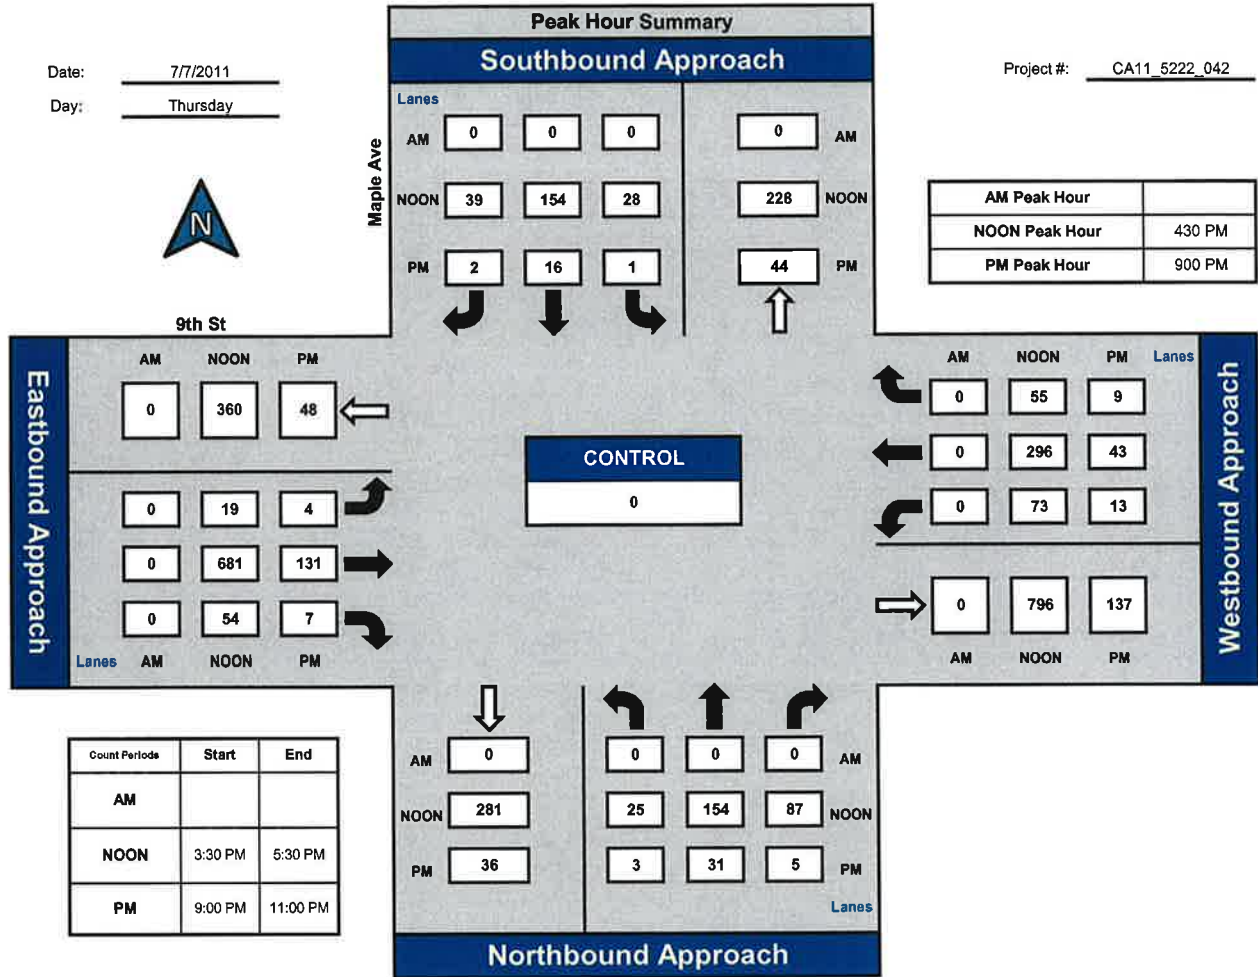 Peak Hour Summary
Southbound Approach
Date: 7/7/2011
Day: Thursday
Project #: CA11_5222_042
Lanes
AM 0 0 0 0 AM
NOON 39 154 28 228 NOON
PM 2 16 1 44 PM
Maple Ave
N
AM Peak Hour
NOON Peak Hour 430 PM
PM Peak Hour 900 PM
9th St
Eastbound Approach
AM NOON PM
0 360 48
0 19 4
0 681 131
0 54 7
Lanes AM NOON PM
CONTROL
0
AM NOON PM Lanes
0 55 9
0 296 43
0 73 13
0 796 137
AM NOON PM
Westbound Approach
Count Periods Start End
AM
NOON 3:30 PM 5:30 PM
PM 9:00 PM 11:00 PM
AM 0 0 0 0 AM
NOON 281 25 154 87 NOON
PM 36 3 31 5 PM
Lanes
Northbound Approach